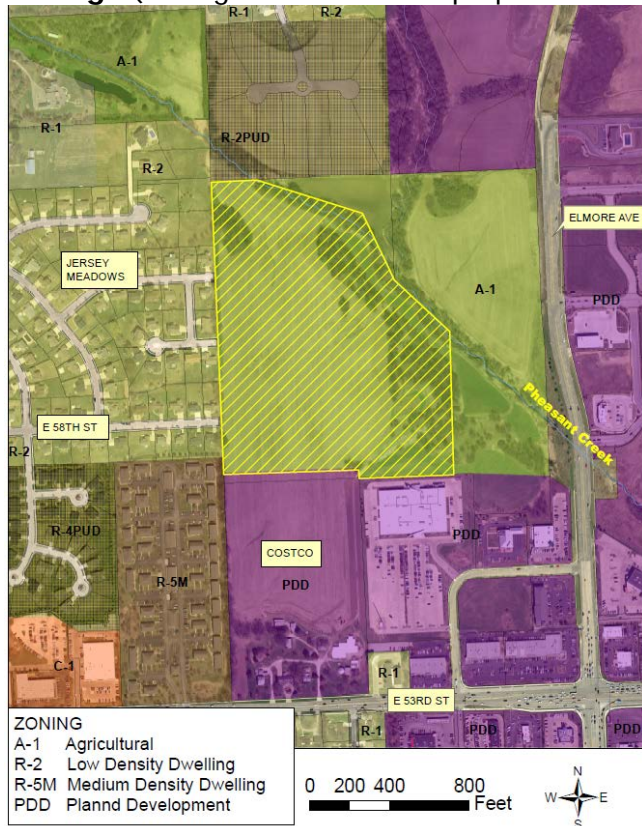 R-1
R-2
A-1
R-1
R-2PUD
R-2
ELMORE AVE
JERSEY
MEADOWS
A-1
PDD
Pheasant Creek
E 58TH ST
R-2
R-4PUD
PDD
COSTCO
R-5M
PDD
C-1
R-1
E 53RD ST
R-1
PDD
PDD
ZONING
A-1 Agricultural
R-2 Low Density Dwelling
R-5M Medium Density Dwelling
PDD Plannd Development
0 200 400 800
Feet
N
W E
S